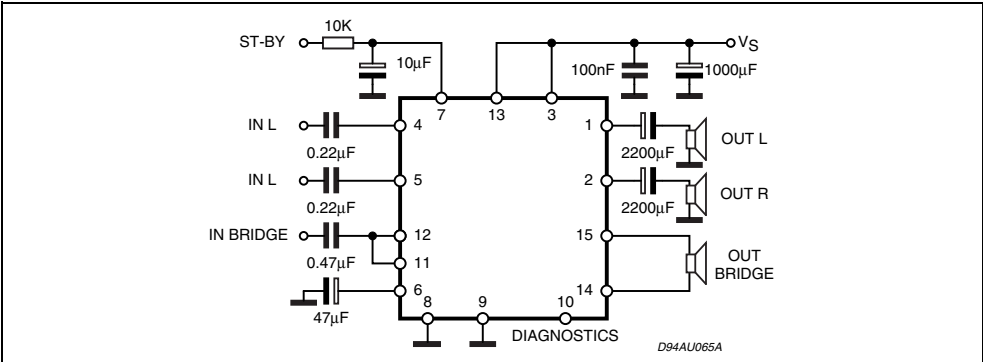 10K
ST-BY
VS
10µF
100nF
1000µF
7
13
3
IN L
4
1
0.22µF
2200µF
OUT L
IN L
5
2
0.22µF
2200µF
OUT R
IN BRIDGE
12
15
0.47µF
11
OUT
BRIDGE
6
14
47µF
8
9
10
DIAGNOSTICS
D94AU065A